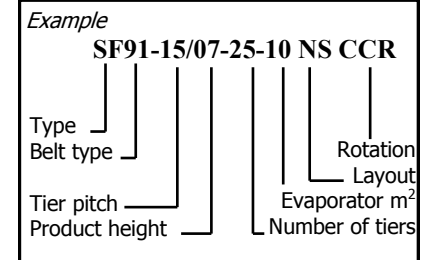 Example
SF91-15/07-25-10 NS CCR
Type
Belt type
Rotation
Layout
Tier pitch
Evaporator m²
Product height
Number of tiers